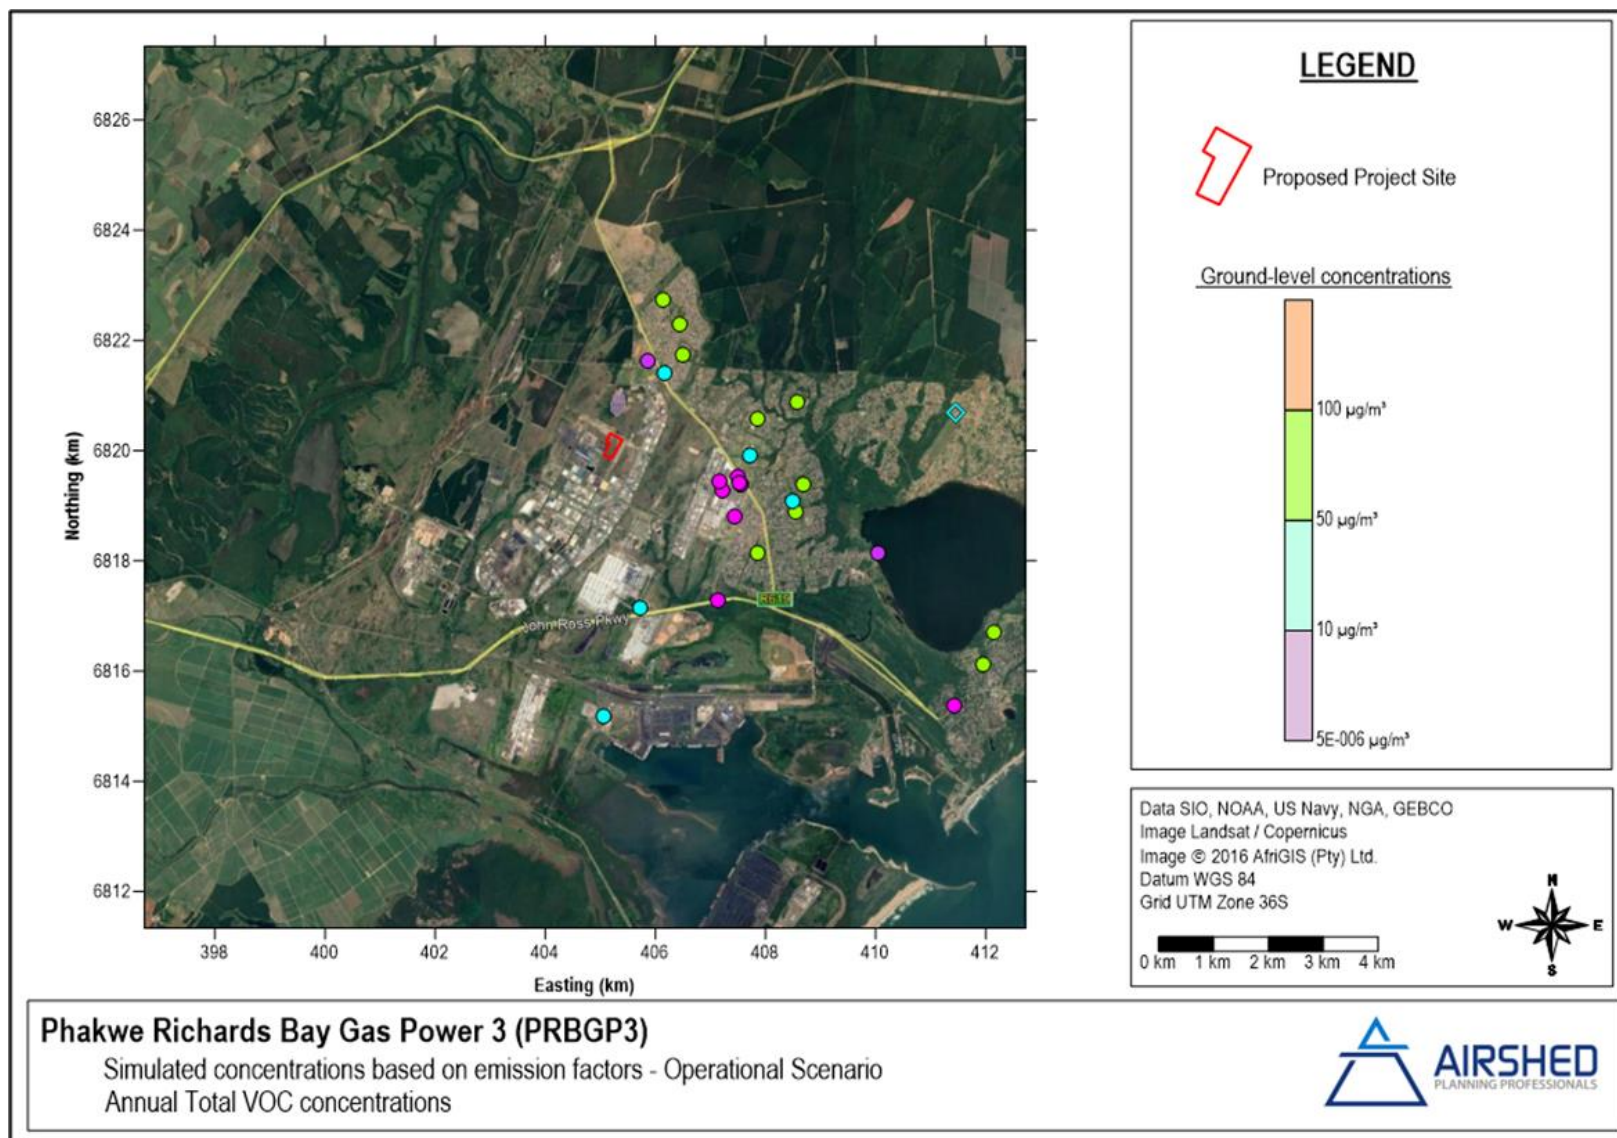 LEGEND
Proposed Project Site
Ground-level concentrations
100 µg/m³
50 µg/m³
10 µg/m³
5E-006 µg/m³
6826
6824
6822
6820
6818
6816
6814
6812
Northing (km)
R619
John Ross Pkwy
398 400 402 404 406 408 410 412
Easting (km)
Data SIO, NOAA, US Navy, NGA, GEBCO
Image Landsat / Copernicus
Image © 2016 AfriGIS (Pty) Ltd.
Datum WGS 84
Grid UTM Zone 36S
0 km 1 km 2 km 3 km 4 km
N
W E
S
Phakwe Richards Bay Gas Power 3 (PRBGP3)
Simulated concentrations based on emission factors - Operational Scenario
Annual Total VOC concentrations
AIRSHED
PLANNING PROFESSIONALS